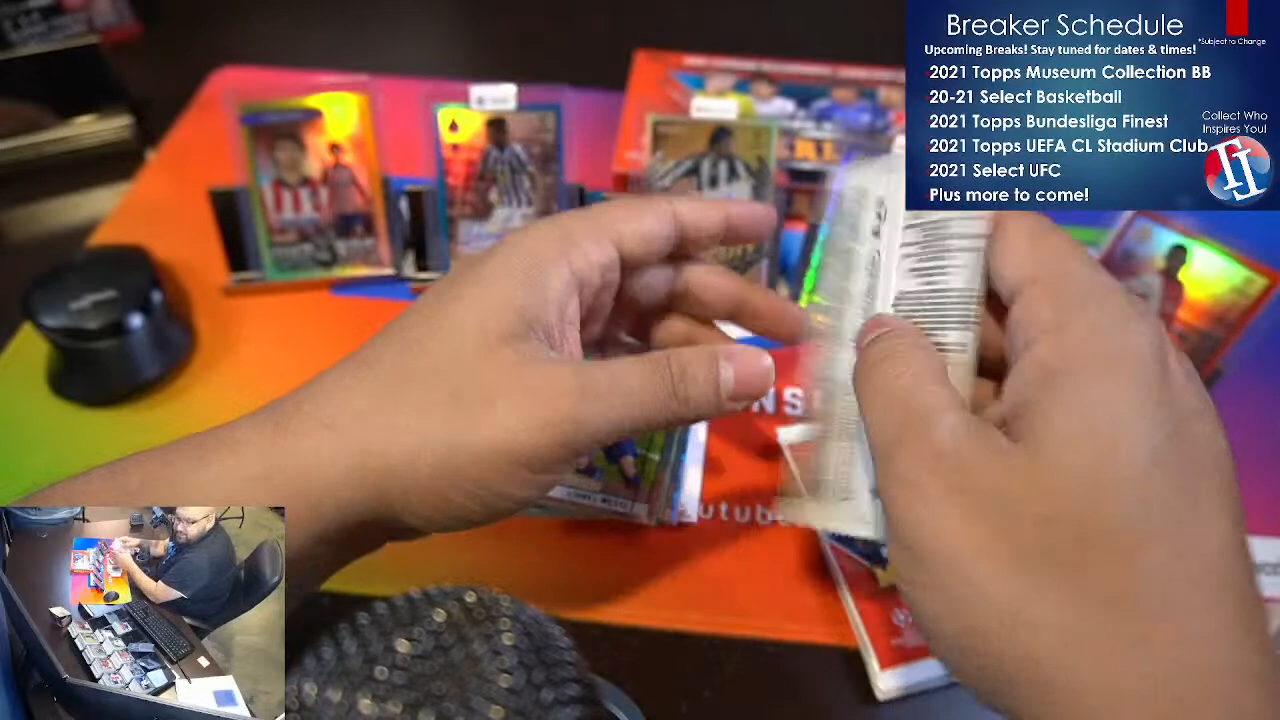 Breaker Schedule
*Subject to Change
Upcoming Breaks! Stay tuned for dates & times!
2021 Topps Museum Collection BB
20-21 Select Basketball
2021 Topps Bundesliga Finest
2021 Topps UEFA CL Stadium Club
2021 Select UFC
Plus more to come!
Collect Who
Inspires You!
NS
utub